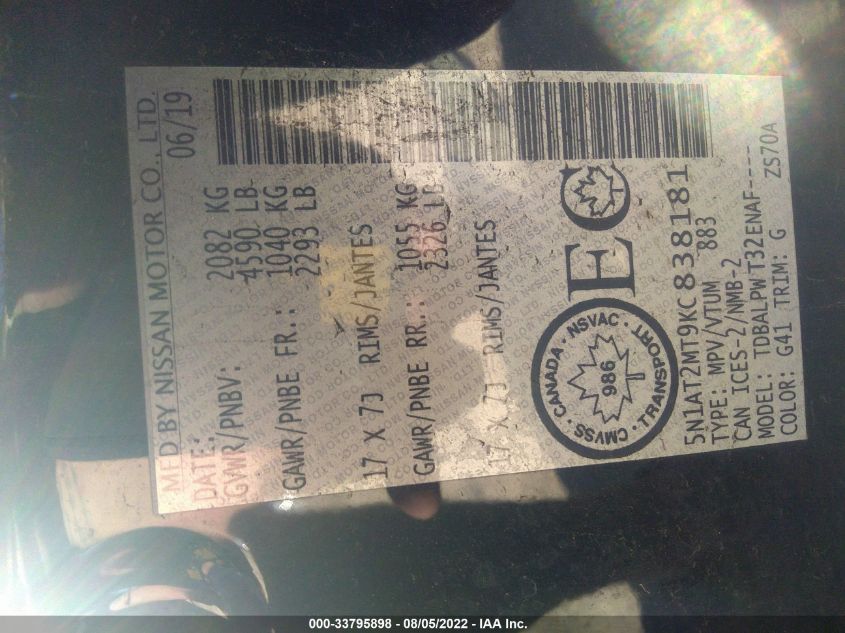 MFD BY NISSAN MOTOR CO., LTD.
DATE: 06/19
GVWR/PNBV: 2082 KG
4590 LB
GAWR/PNBE FR.: 1040 KG
2293 LB
17 X 7J RIMS/JANTES
GAWR/PNBE RR.: 1055 KG
2326 LB
17 X 7J RIMS/JANTES
CANADA · NSVAC · TRANSPORT · CMVSS ·
986
EC
5N1AT2MT9KC838181
TYPE: MPV/VTUM 883
CAN ICES-2/NMB-2
MODEL: TDBALPWT32ENAF-----
COLOR: G41 TRIM: G ZS70A
000-33795898 - 08/05/2022 - IAA Inc.